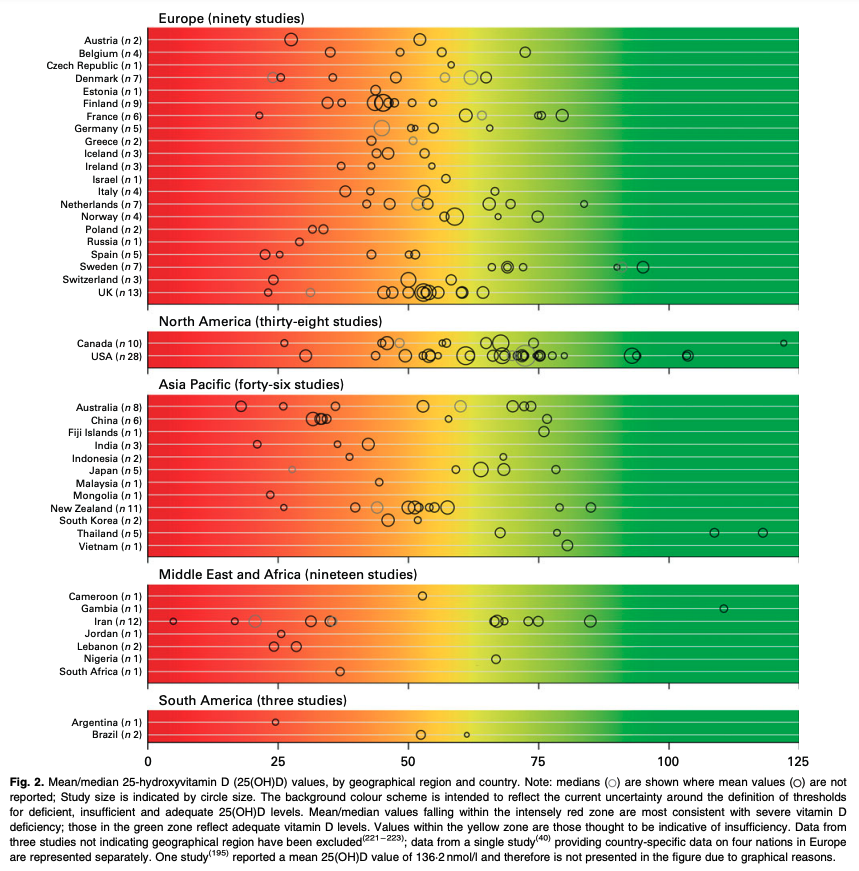 Europe (ninety studies)
Austria (n 2)
Belgium (n 4)
Czech Republic (n 1)
Denmark (n 7)
Estonia (n 1)
Finland (n 9)
France (n 6)
Germany (n 5)
Greece (n 2)
Iceland (n 3)
Ireland (n 3)
Israel (n 1)
Italy (n 4)
Netherlands (n 7)
Norway (n 4)
Poland (n 2)
Russia (n 1)
Spain (n 5)
Sweden (n 7)
Switzerland (n 3)
UK (n 13)
North America (thirty-eight studies)
Canada (n 10)
USA (n 28)
Asia Pacific (forty-six studies)
Australia (n 8)
China (n 6)
Fiji Islands (n 1)
India (n 3)
Indonesia (n 2)
Japan (n 5)
Malaysia (n 1)
Mongolia (n 1)
New Zealand (n 11)
South Korea (n 2)
Thailand (n 5)
Vietnam (n 1)
Middle East and Africa (nineteen studies)
Cameroon (n 1)
Gambia (n 1)
Iran (n 12)
Jordan (n 1)
Lebanon (n 2)
Nigeria (n 1)
South Africa (n 1)
South America (three studies)
Argentina (n 1)
Brazil (n 2)
0 25 50 75 100 125
Fig. 2. Mean/median 25-hydroxyvitamin D (25(OH)D) values, by geographical region and country. Note: medians (○) are shown where mean values (○) are not
reported; Study size is indicated by circle size. The background colour scheme is intended to reflect the current uncertainty around the definition of thresholds
for deficient, insufficient and adequate 25(OH)D levels. Mean/median values falling within the intensely red zone are most consistent with severe vitamin D
deficiency; those in the green zone reflect adequate vitamin D levels. Values within the yellow zone are those thought to be indicative of insufficiency. Data from
three studies not indicating geographical region have been excluded(221–223); data from a single study(40) providing country-specific data on four nations in Europe
are represented separately. One study(195) reported a mean 25(OH)D value of 136·2 nmol/l and therefore is not presented in the figure due to graphical reasons.